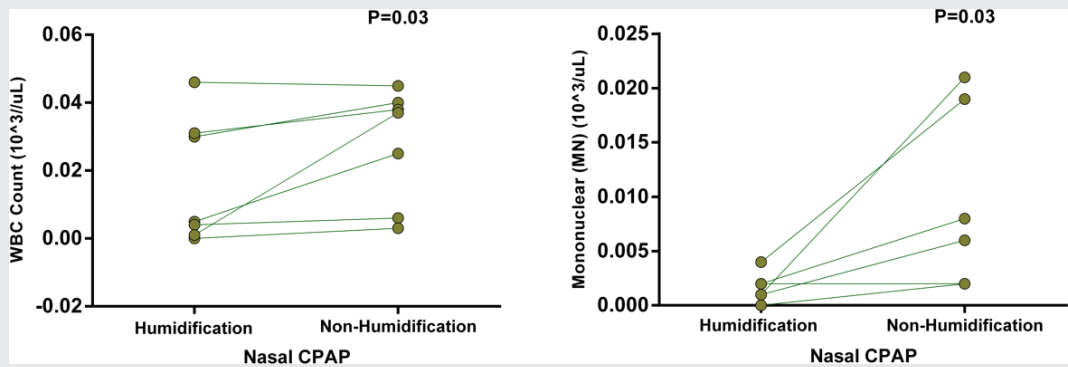 P=0.03
0.06
0.04
0.02
0.00
-0.02
WBC Count (10^3//uL)
Humidification
Non-Humidification
Nasal CPAP
P=0.03
0.025
0.020
0.015
0.010
0.005
0.000
Mononuclear (MN) (10^3/uL)
Humidification
Non-Humidification
Nasal CPAP